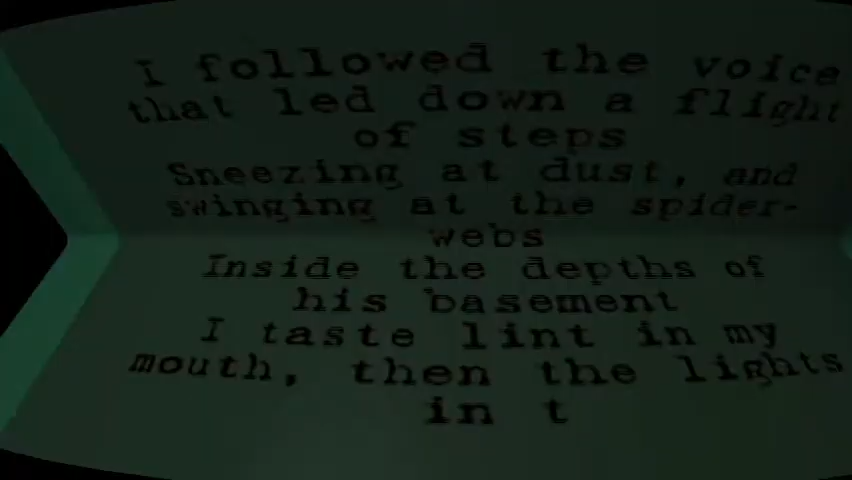 I followed the voice
that led down a flight
of steps
Sneezing at dust, and
swinging at the spider-
webs
Inside the depths of
his basement
I taste lint in my
mouth, then the lights
in t